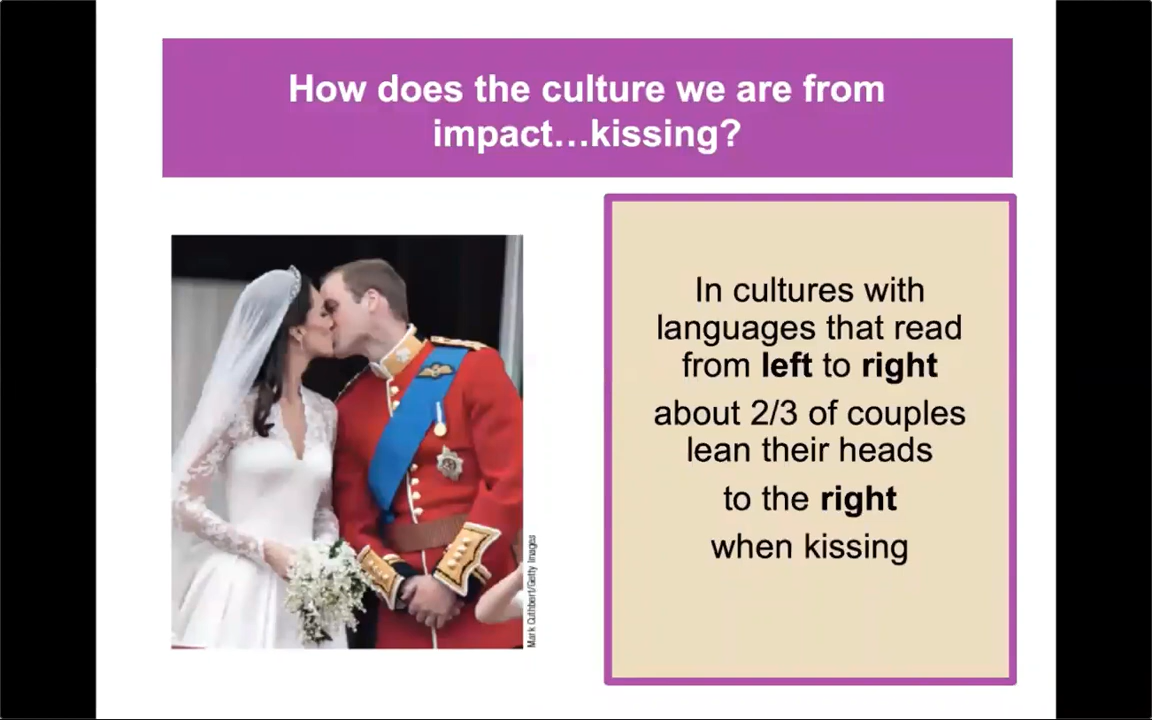 How does the culture we are from
impact…kissing?
In cultures with
languages that read
from left to right
about 2/3 of couples
lean their heads
to the right
when kissing
Mark Cuthbert/Getty Images